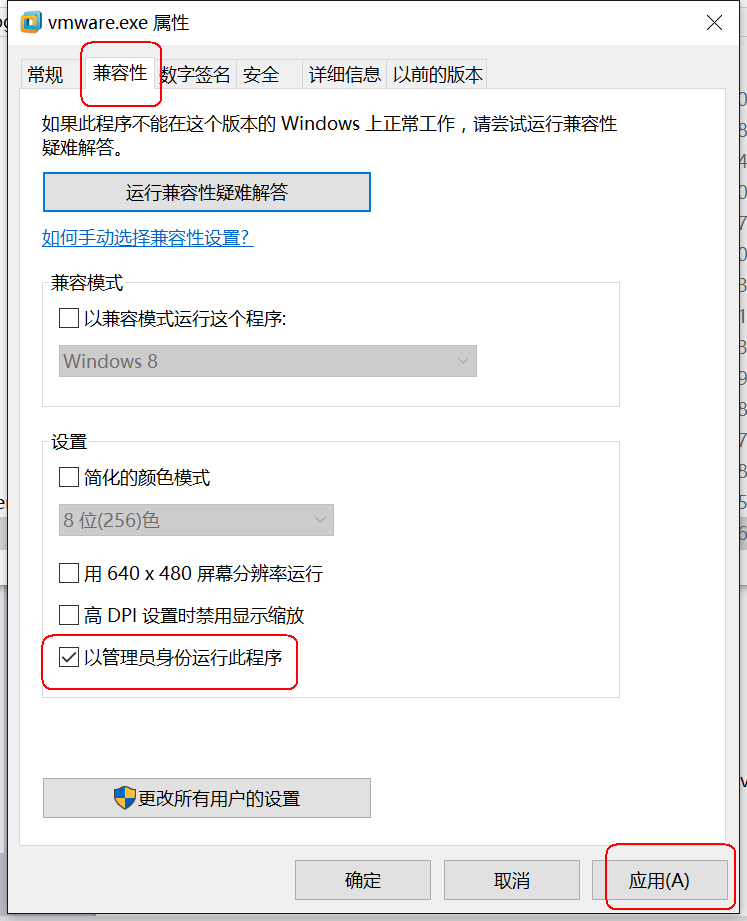 vmware.exe 属性
常规 兼容性 数字签名 安全 详细信息 以前的版本
如果此程序不能在这个版本的 Windows 上正常工作，请尝试运行兼容性
疑难解答。
运行兼容性疑难解答
如何手动选择兼容性设置?
兼容模式
以兼容模式运行这个程序:
Windows 8
设置
简化的颜色模式
8 位(256)色
用 640 x 480 屏幕分辨率运行
高 DPI 设置时禁用显示缩放
以管理员身份运行此程序
更改所有用户的设置
确定 取消 应用(A)